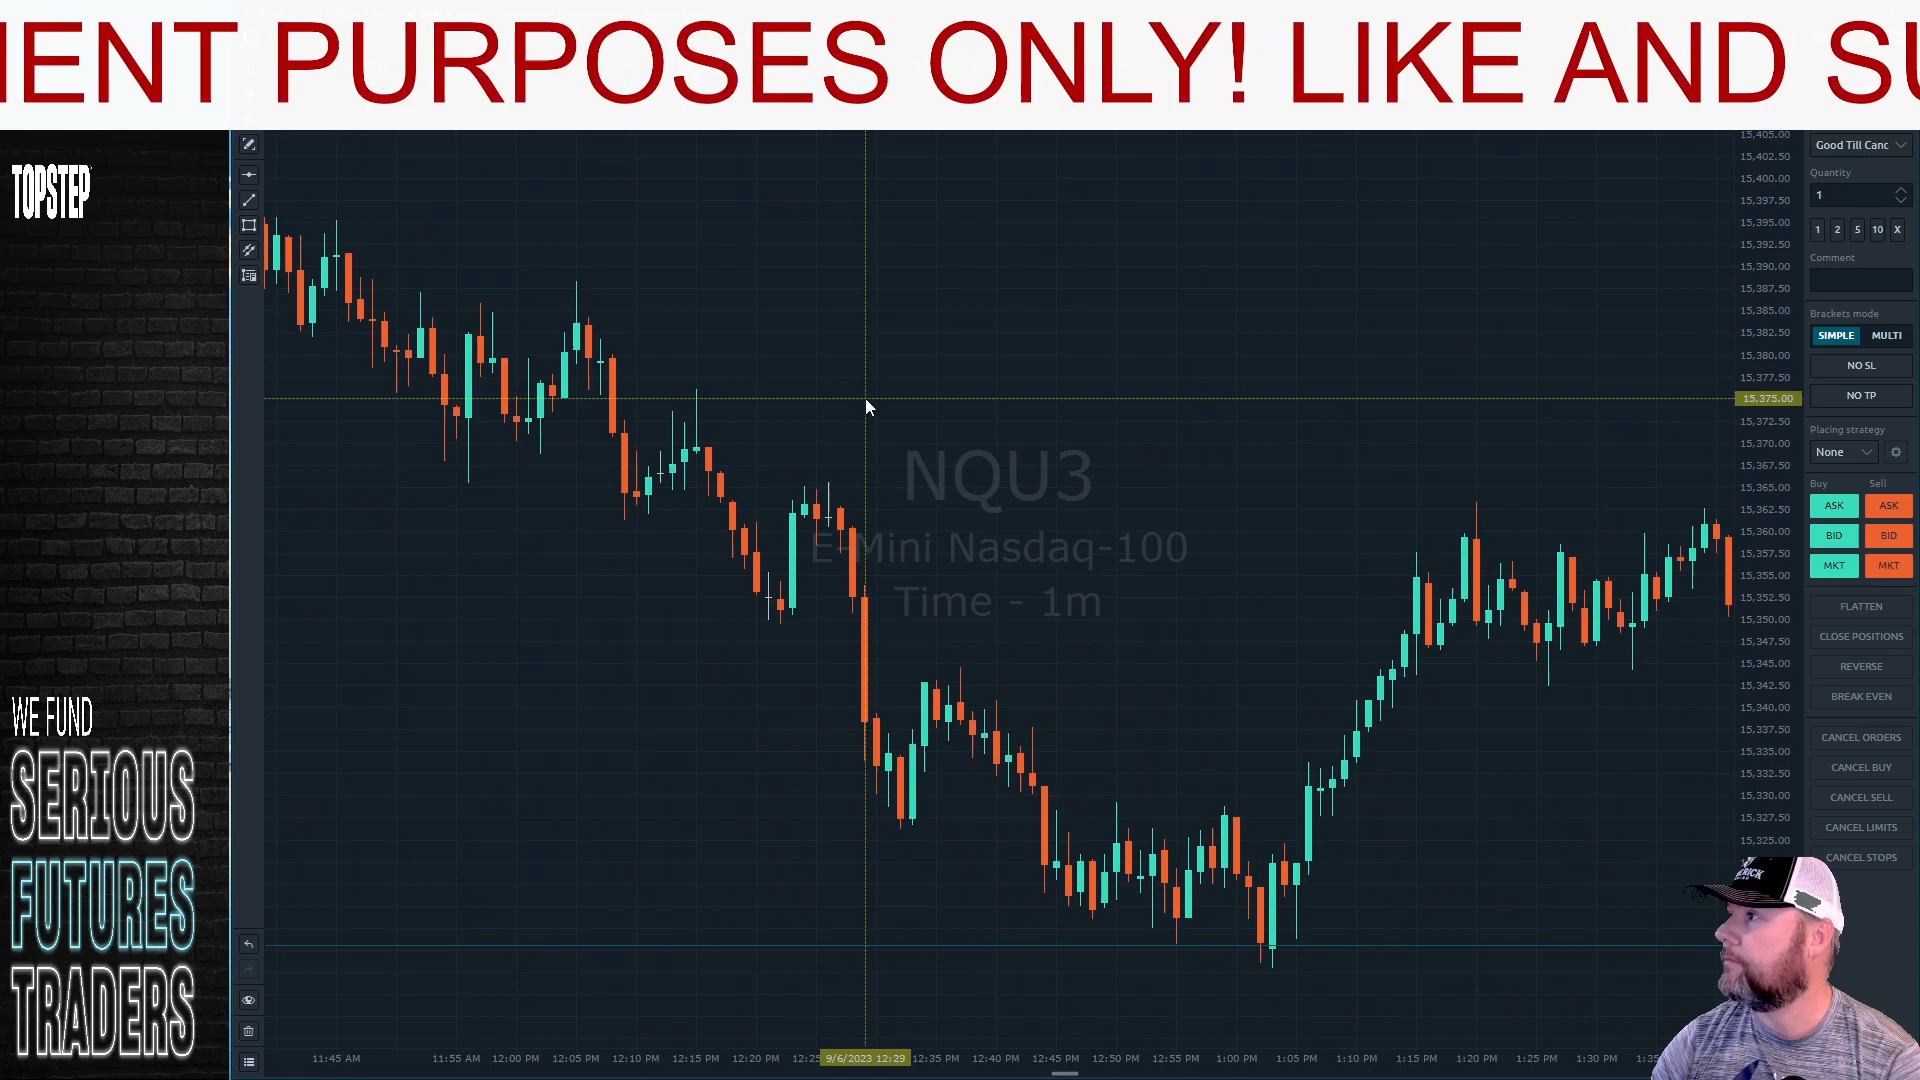 MENT PURPOSES ONLY! LIKE AND SU
TOPSTEP
WE FUND
SERIOUS
FUTURES
TRADERS
NQU3
E-Mini Nasdaq-100
Time - 1m
15,405.00
15,402.50
15,400.00
15,397.50
15,395.00
15,392.50
15,390.00
15,387.50
15,385.00
15,382.50
15,380.00
15,377.50
15,375.00
15,372.50
15,370.00
15,367.50
15,365.00
15,362.50
15,360.00
15,357.50
15,355.00
15,352.50
15,350.00
15,347.50
15,345.00
15,342.50
15,340.00
15,337.50
15,335.00
15,332.50
15,330.00
15,327.50
15,325.00
11:45 AM 11:55 AM 12:00 PM 12:05 PM 12:10 PM 12:15 PM 12:20 PM 12:25 9/6/2023 12:29 12:35 PM 12:40 PM 12:45 PM 12:50 PM 12:55 PM 1:00 PM 1:05 PM 1:10 PM 1:15 PM 1:20 PM 1:25 PM 1:30 PM
Good Till Canc
Quantity
1
1 2 5 10 X
Comment
Brackets mode
SIMPLE MULTI
NO SL
NO TP
Placing strategy
None
Buy Sell
ASK ASK
BID BID
MKT MKT
FLATTEN
CLOSE POSITIONS
REVERSE
BREAK EVEN
CANCEL ORDERS
CANCEL BUY
CANCEL SELL
CANCEL LIMITS
CANCEL STOPS